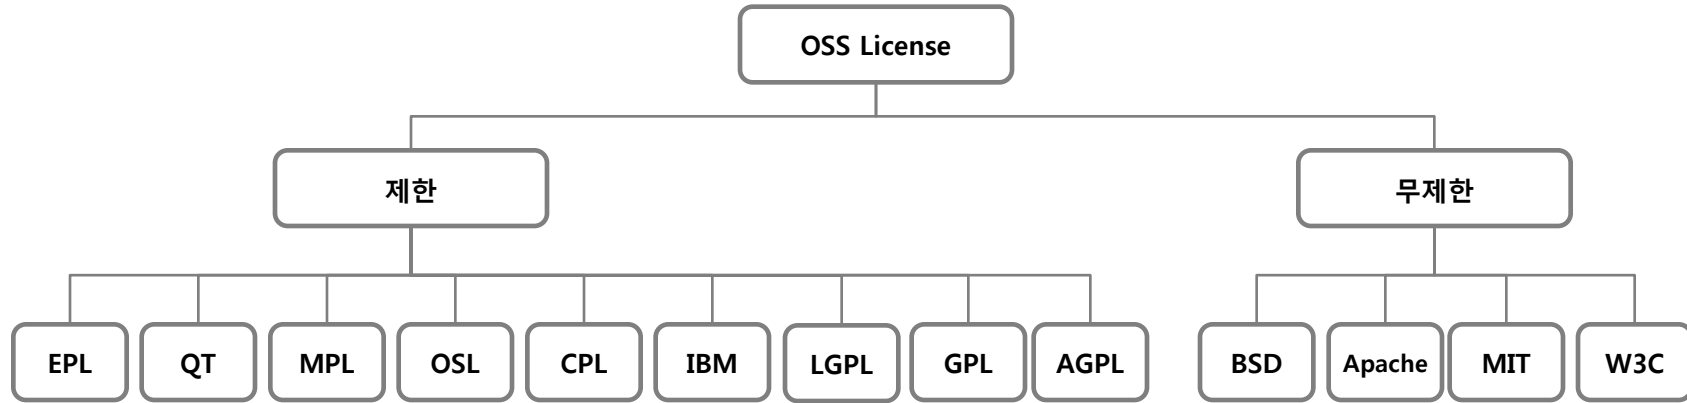 OSS License
제한
무제한
EPL
QT
MPL
OSL
CPL
IBM
LGPL
GPL
AGPL
BSD
Apache
MIT
W3C